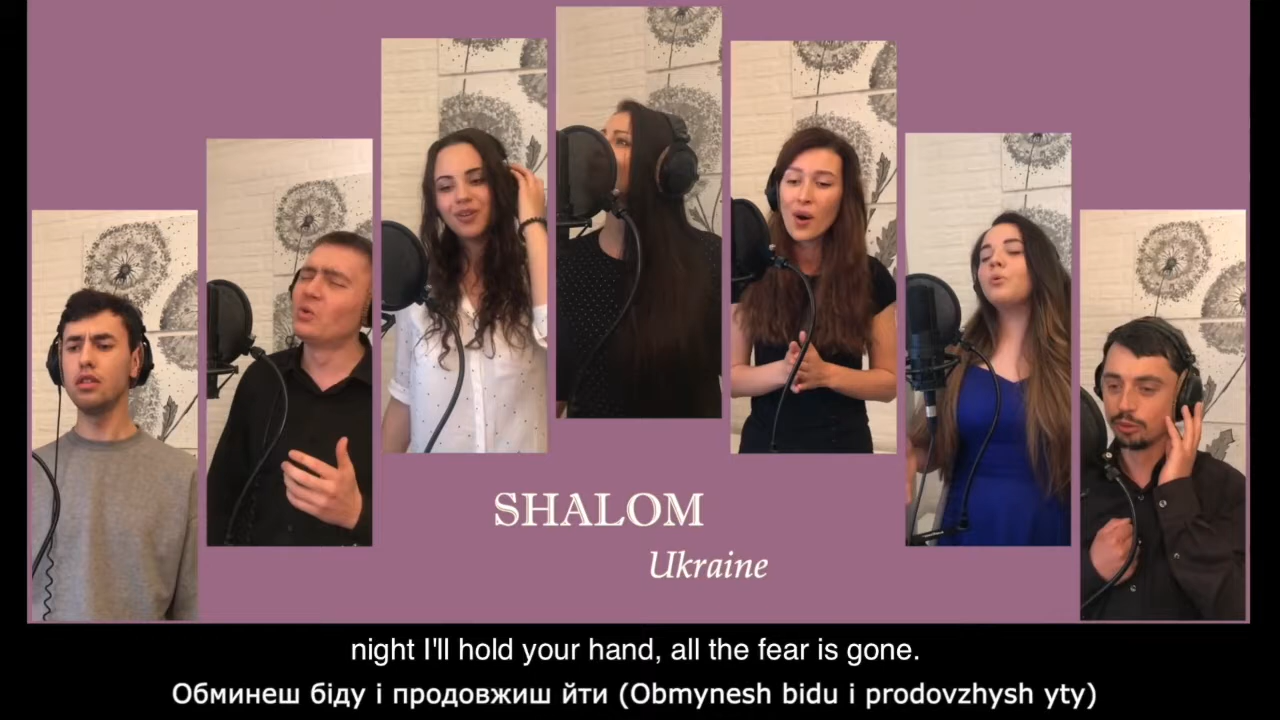 SHALOM
Ukraine
night I'll hold your hand, all the fear is gone.
Обминеш біду і продовжиш йти (Obmynesh bidu i prodovzhysh yty)